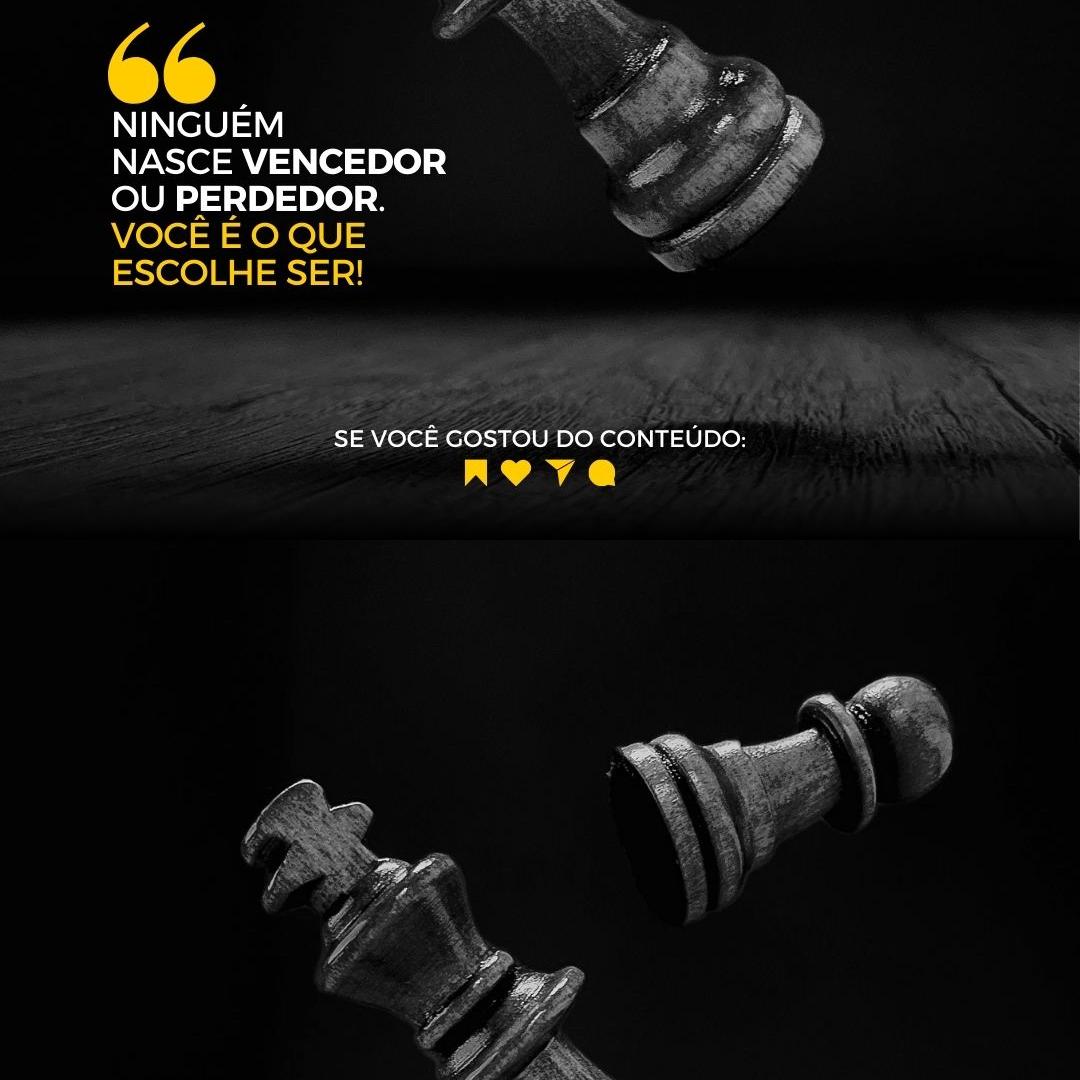 NINGUÉM
NASCE VENCEDOR
OU PERDEDOR.
VOCÊ É O QUE
ESCOLHE SER!
SE VOCÊ GOSTOU DO CONTEÚDO: